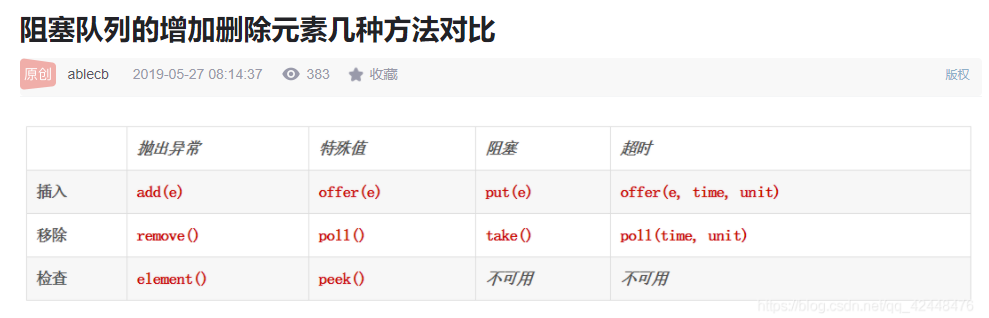 阻塞队列的增加删除元素几种方法对比
原创 ablecb 2019-05-27 08:14:37 383 收藏 版权
抛出异常 特殊值 阻塞 超时
插入 add(e) offer(e) put(e) offer(e, time, unit)
移除 remove() poll() take() poll(time, unit)
检查 element() peek() 不可用 不可用
https://blog.csdn.net/qq_42448476